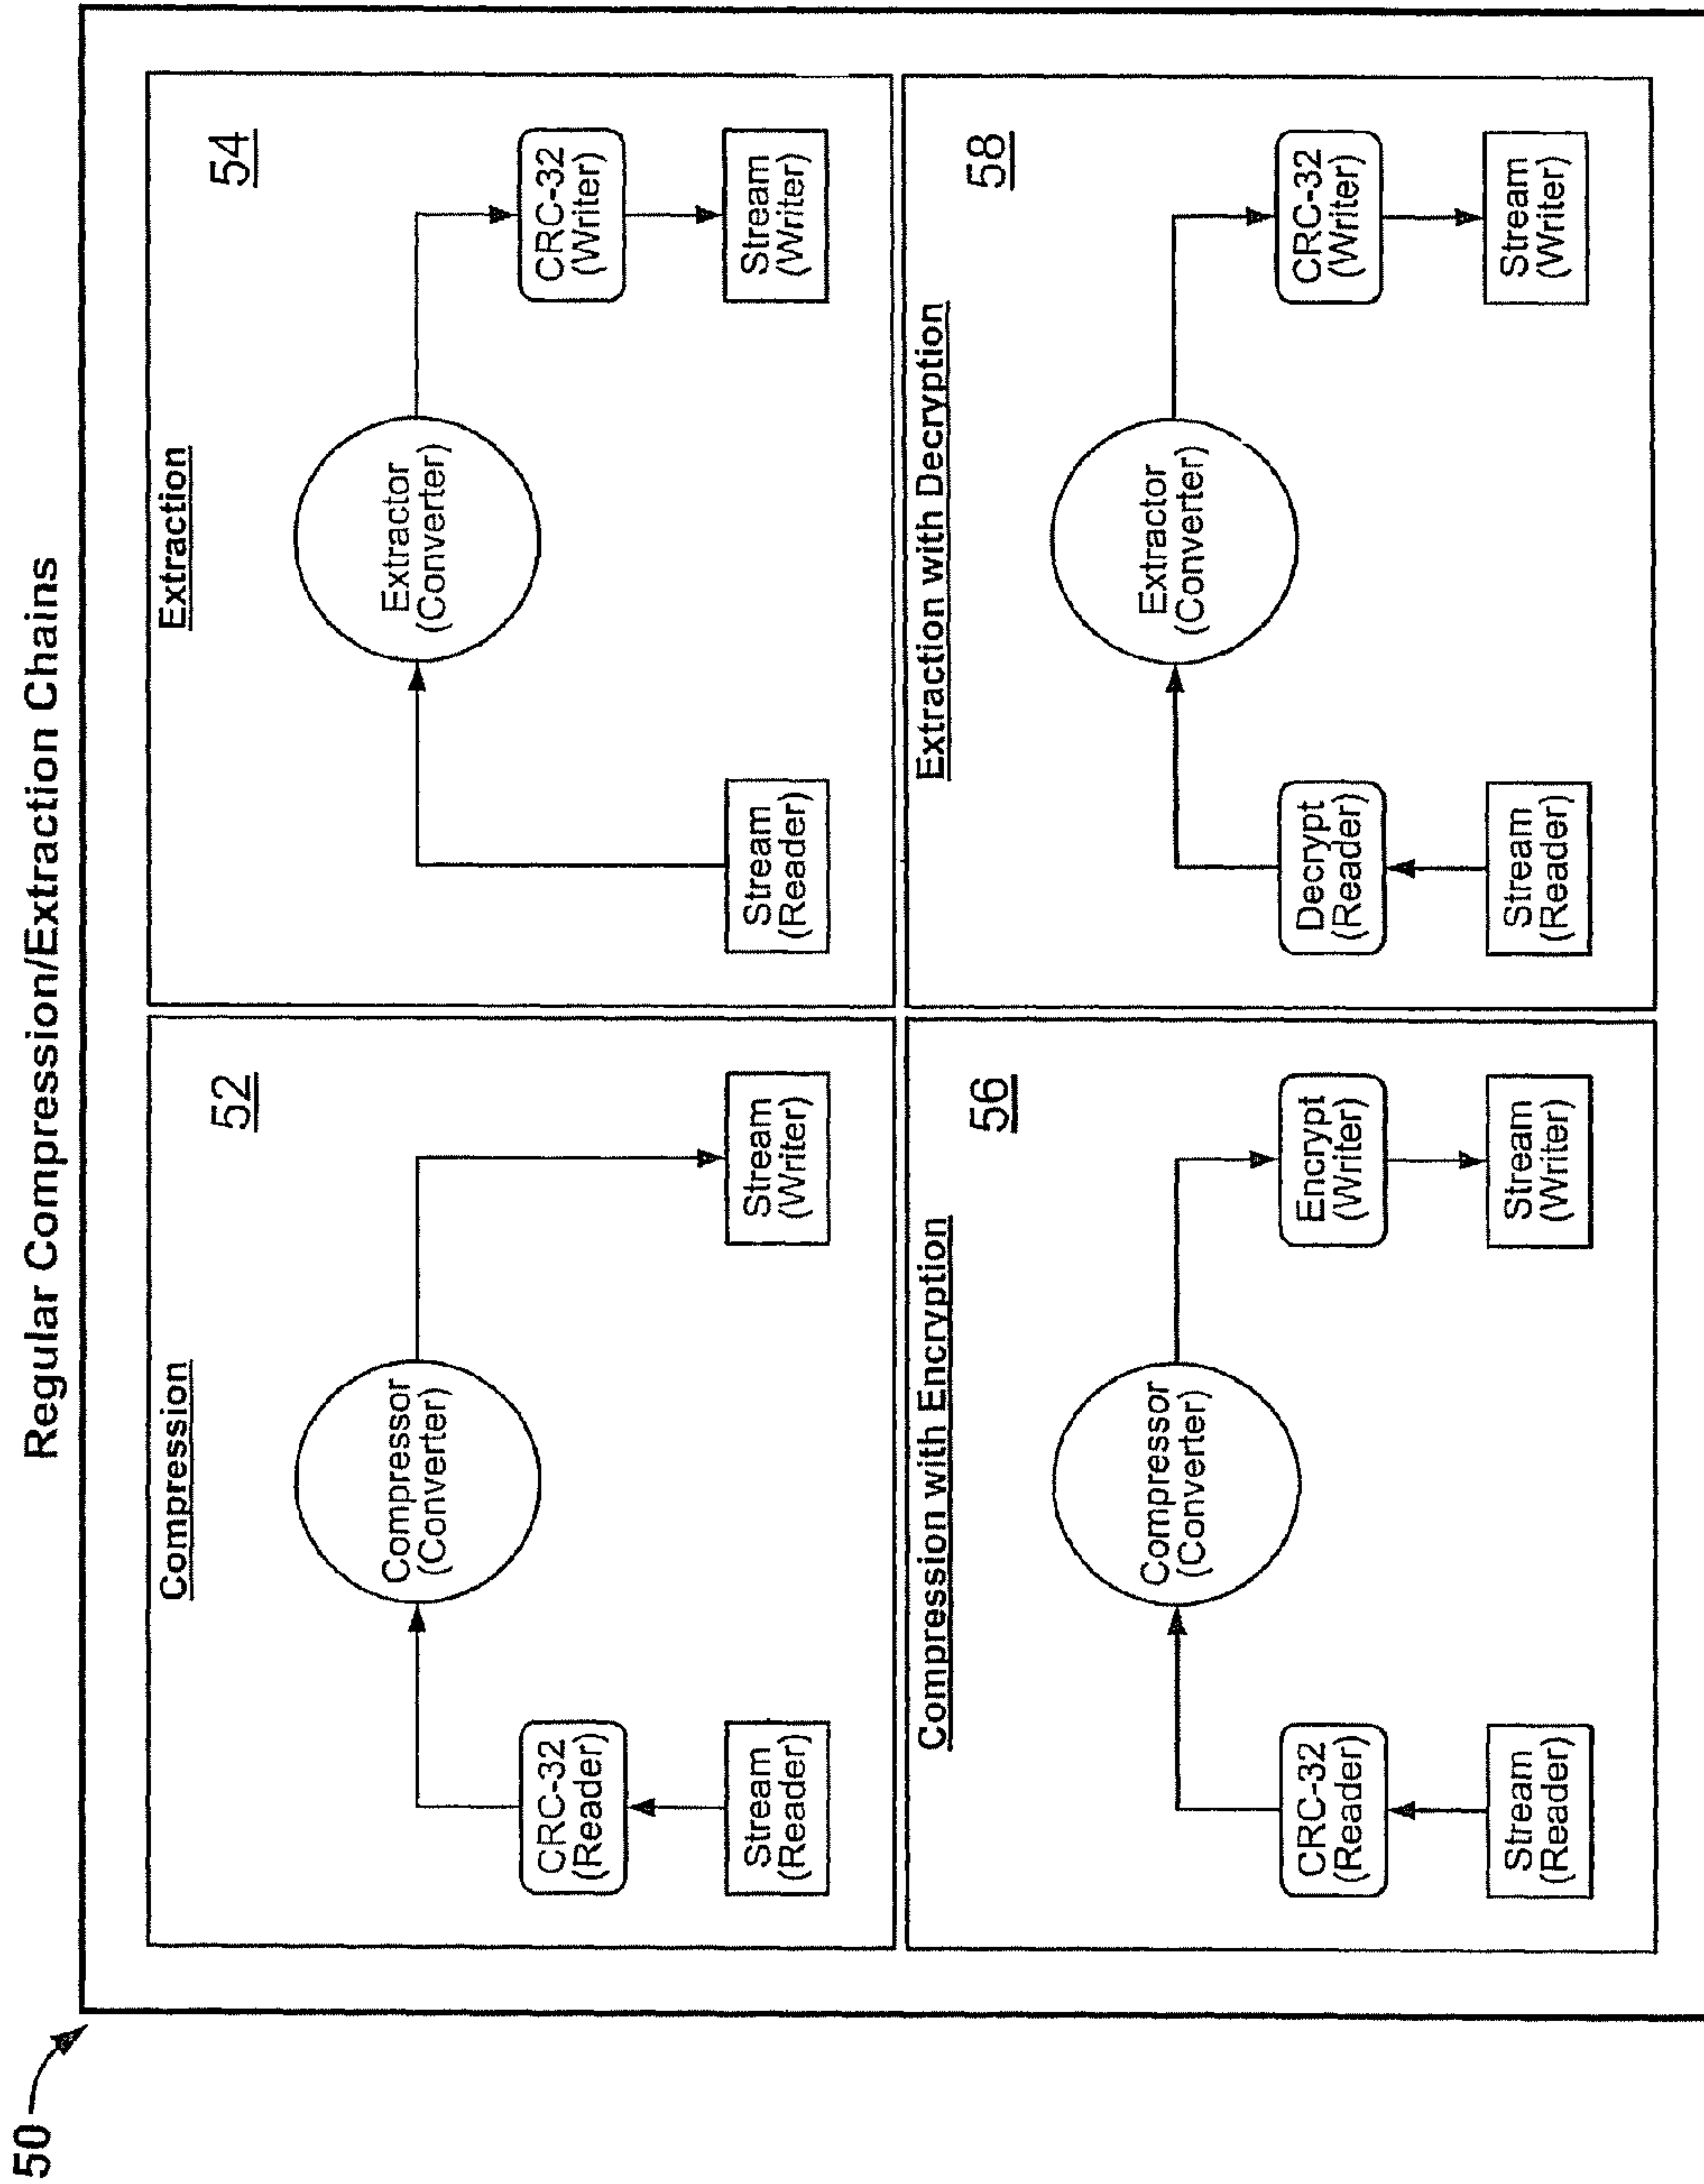 50
Regular Compression/Extraction Chains
Compression
52
Compressor
(Converter)
CRC-32
(Reader)
Stream
(Reader)
Stream
(Writer)
Extraction
54
Extractor
(Converter)
CRC-32
(Writer)
Stream
(Reader)
Stream
(Writer)
Compression with Encryption
56
Compressor
(Converter)
CRC-32
(Reader)
Encrypt
(Writer)
Stream
(Reader)
Stream
(Writer)
Extraction with Decryption
58
Extractor
(Converter)
Decrypt
(Reader)
CRC-32
(Writer)
Stream
(Reader)
Stream
(Writer)